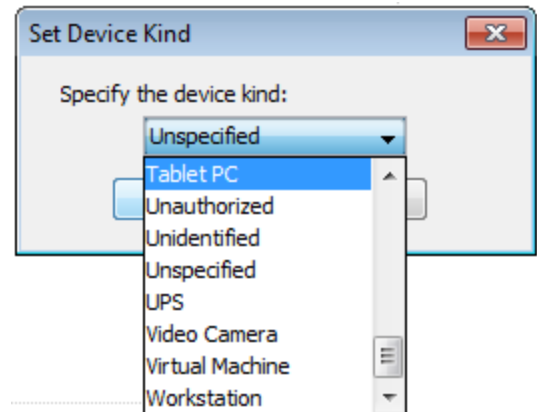 Set Device Kind
Specify the device kind:
Unspecified
Tablet PC
Unauthorized
Unidentified
Unspecified
UPS
Video Camera
Virtual Machine
Workstation